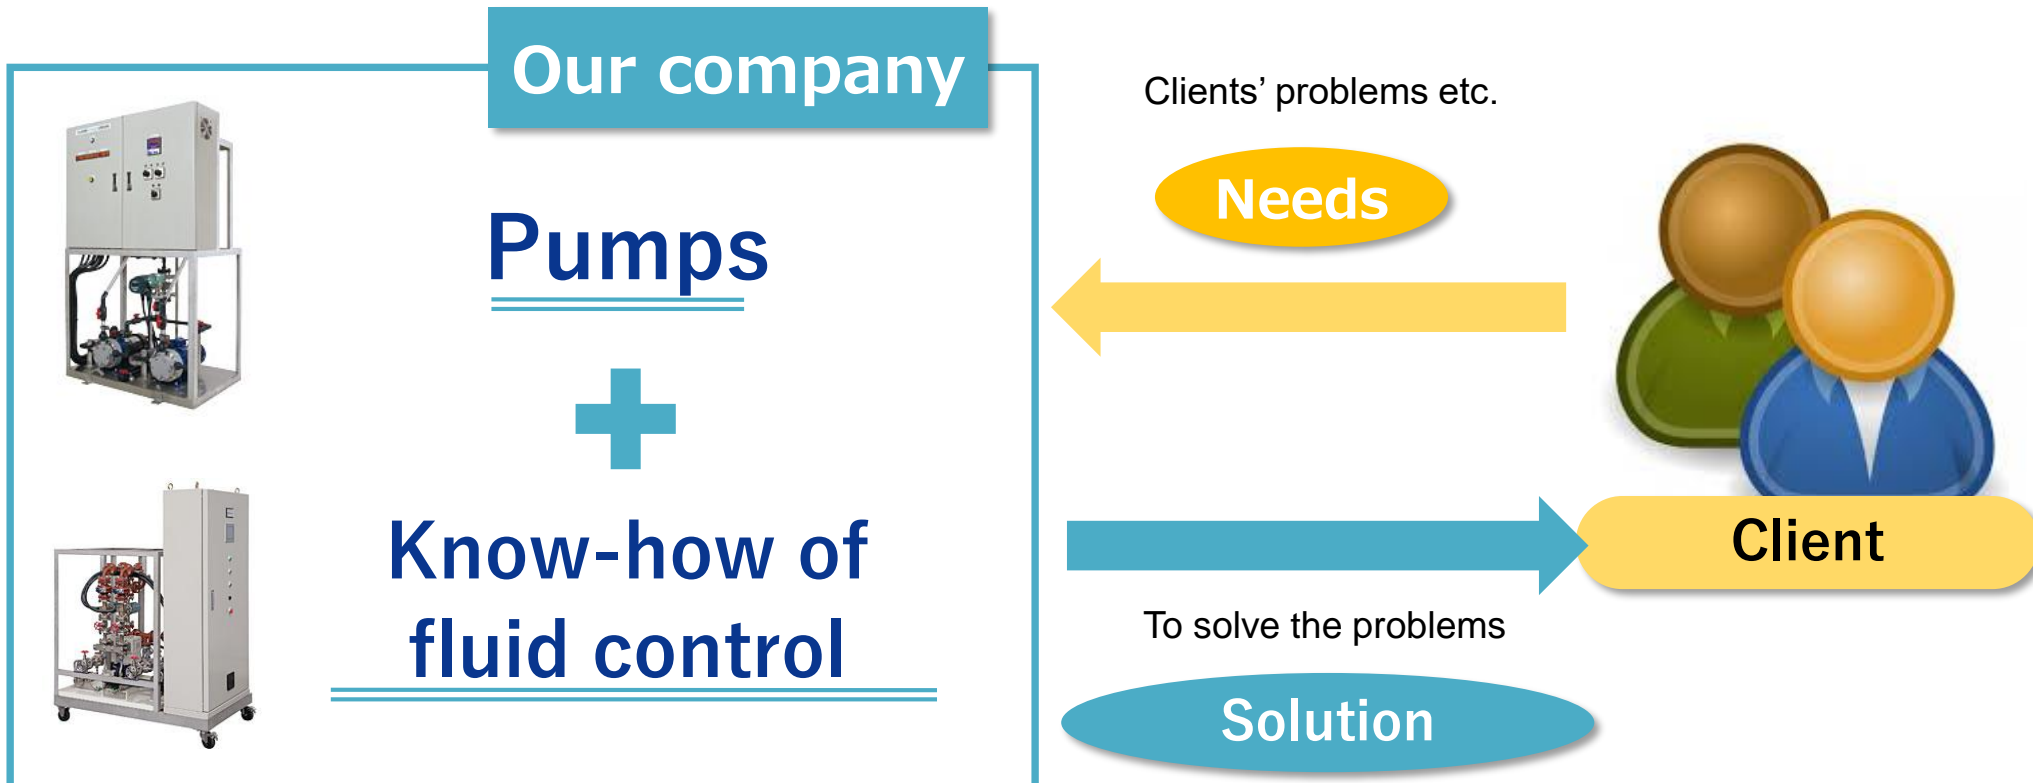 Our company
Pumps
Know-how of
fluid control
Clients’ problems etc.
Needs
To solve the problems
Solution
Client